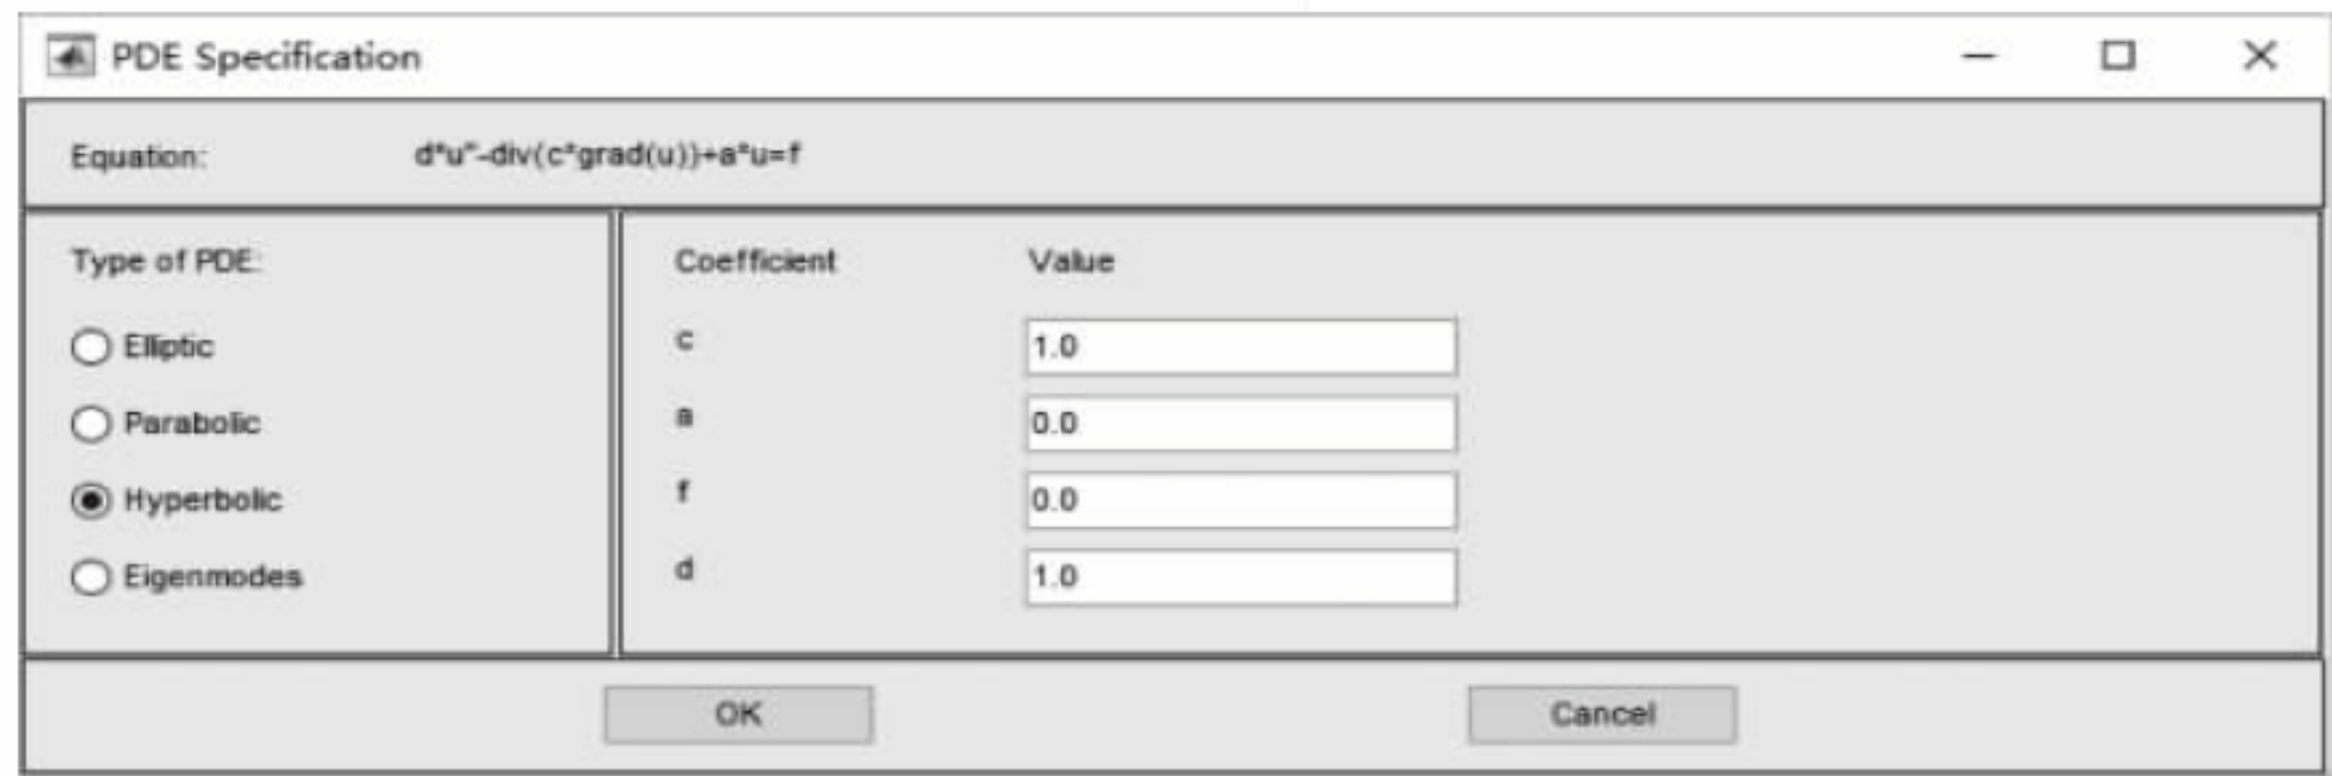 PDE Specification
Equation: d*u''-div(c*grad(u))+a*u=f
Type of PDE: Coefficient Value
Elliptic c 1.0
Parabolic a 0.0
Hyperbolic f 0.0
Eigenmodes d 1.0
OK Cancel